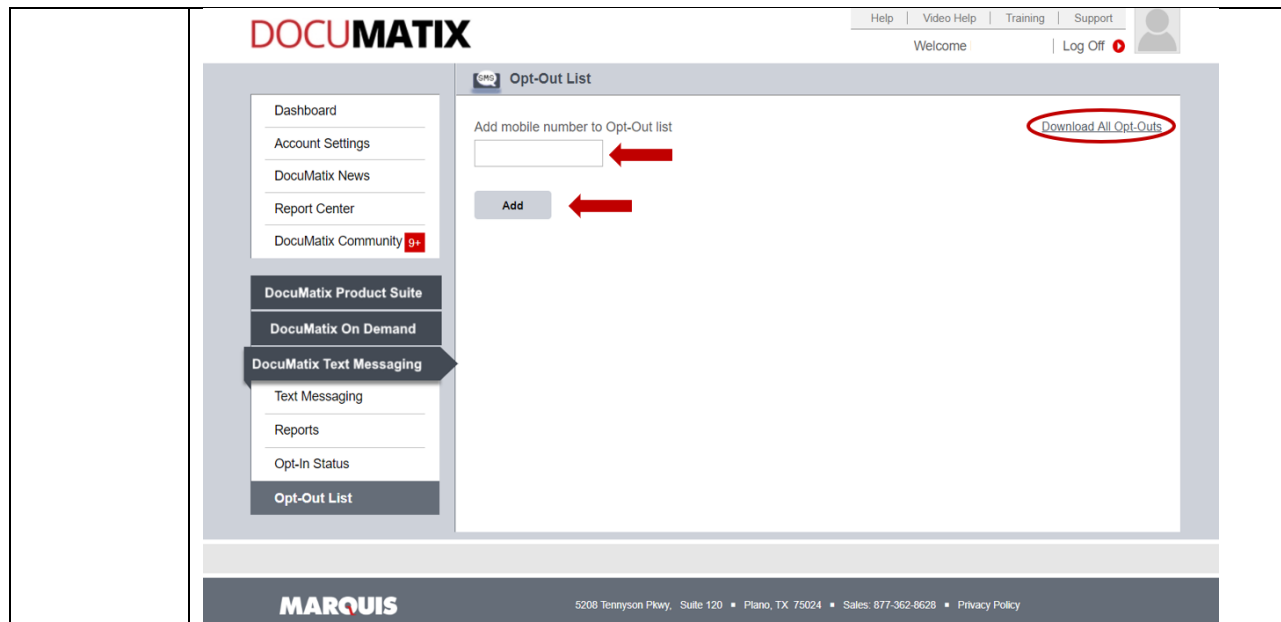 DOCUMATIX
Help | Video Help | Training | Support
Welcome | Log Off
SMS Opt-Out List
Dashboard
Account Settings
DocuMatix News
Report Center
DocuMatix Community 9+
DocuMatix Product Suite
DocuMatix On Demand
DocuMatix Text Messaging
Text Messaging
Reports
Opt-In Status
Opt-Out List
Add mobile number to Opt-Out list
Download All Opt-Outs
Add
MARQUIS
5208 Tennyson Pkwy, Suite 120 ▪ Plano, TX 75024 ▪ Sales: 877-362-8628 ▪ Privacy Policy